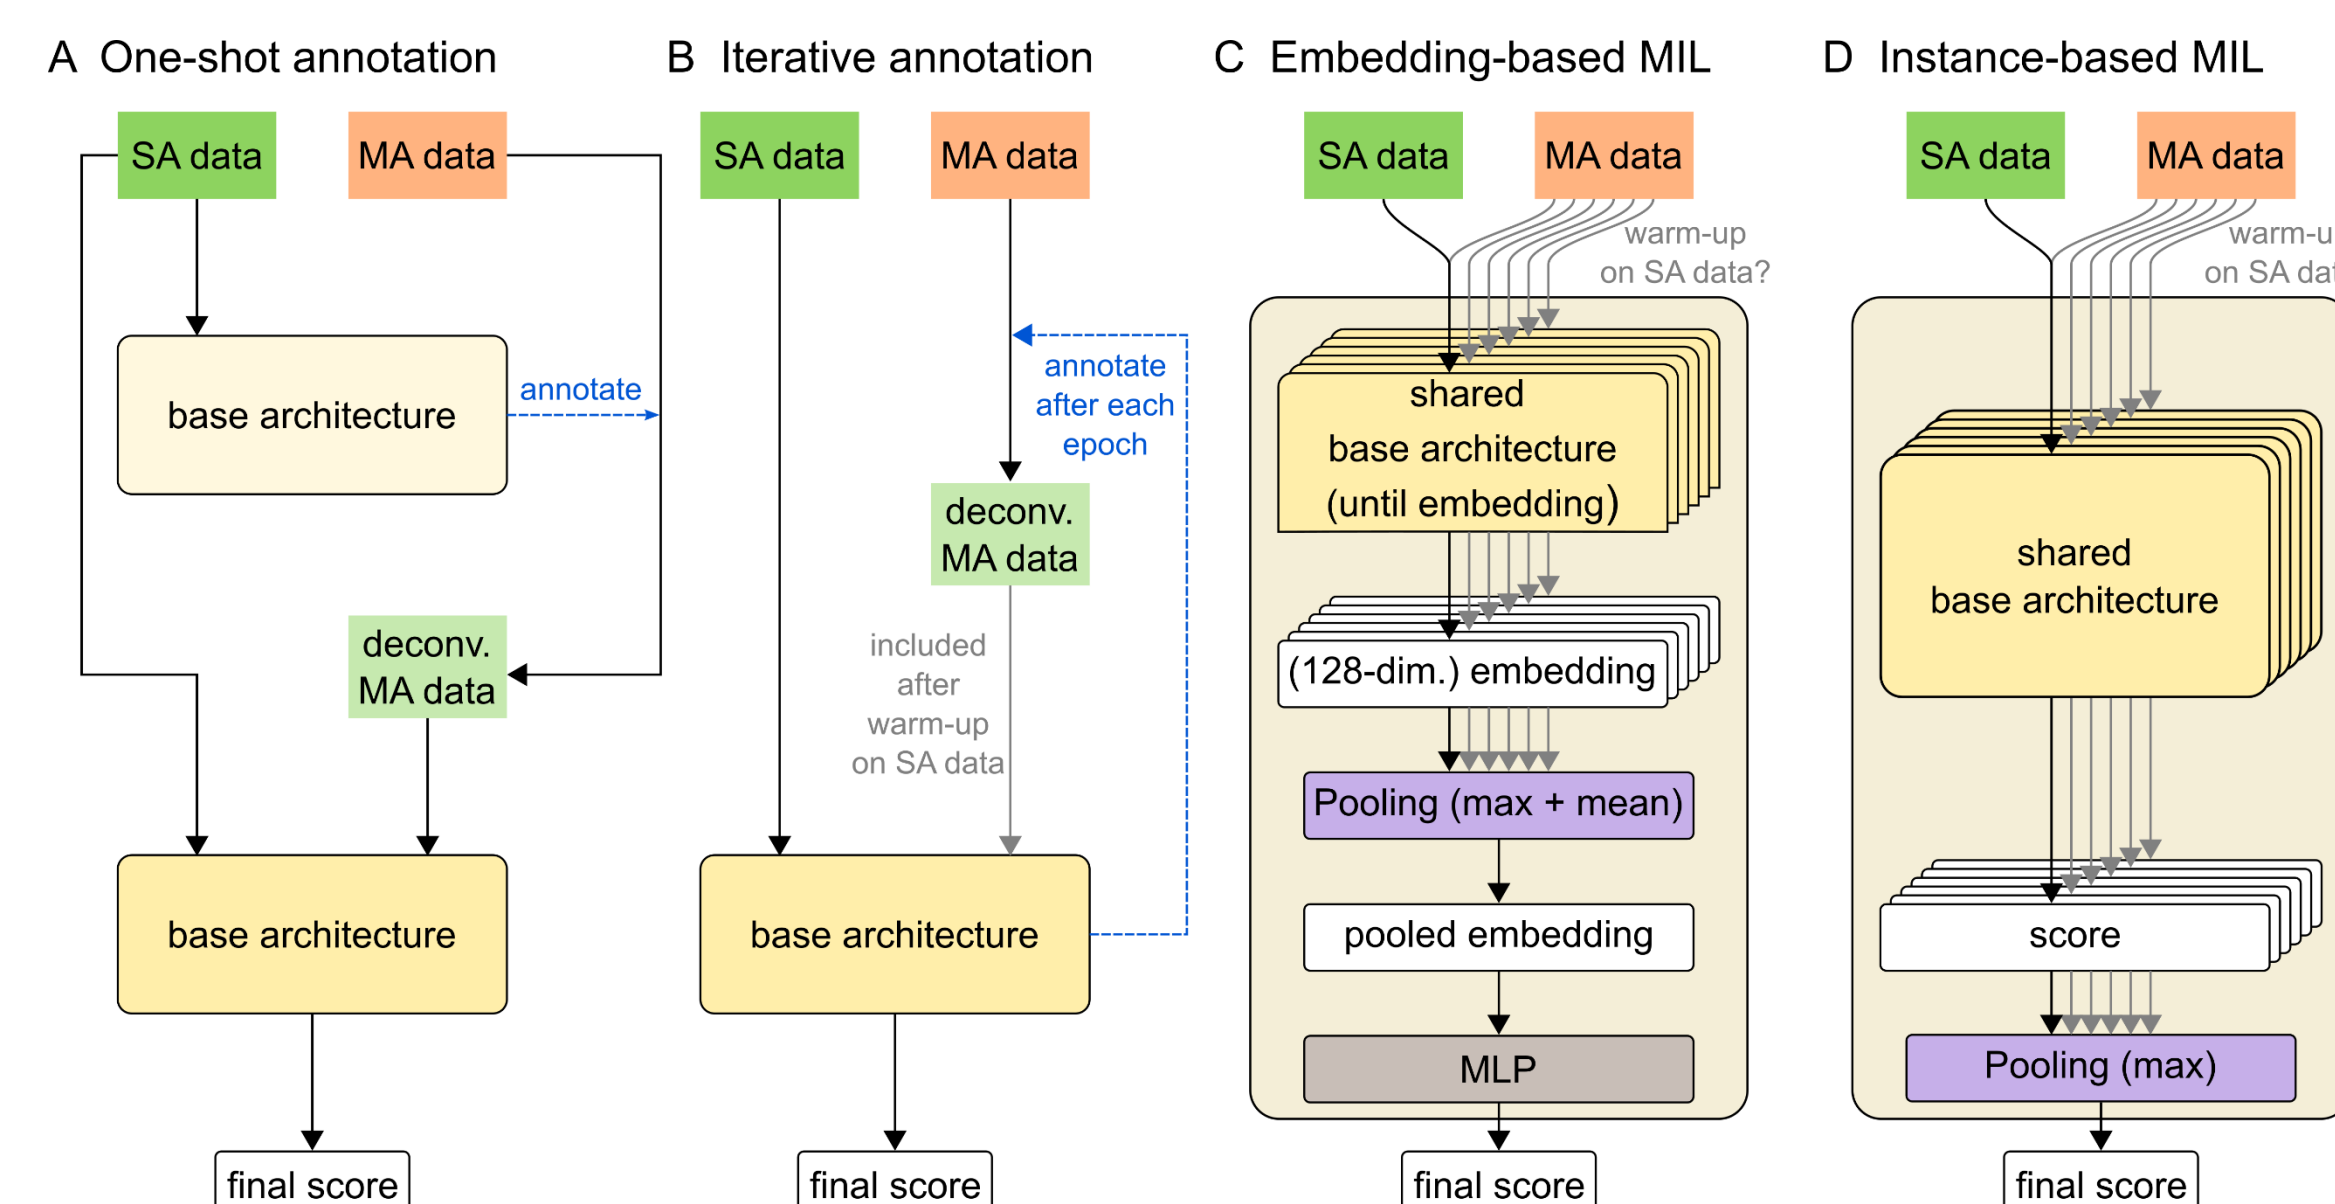 A One-shot annotation
SA data
MA data
base architecture
annotate
deconv.
MA data
base architecture
final score
B Iterative annotation
SA data
MA data
annotate
after each
epoch
deconv.
MA data
included
after
warm-up
on SA data
base architecture
final score
C Embedding-based MIL
SA data
MA data
warm-up
on SA data?
shared
base architecture
(until embedding)
(128-dim.) embedding
Pooling (max + mean)
pooled embedding
MLP
final score
D Instance-based MIL
SA data
MA data
warm-u
on SA dat
shared
base architecture
score
Pooling (max)
final score